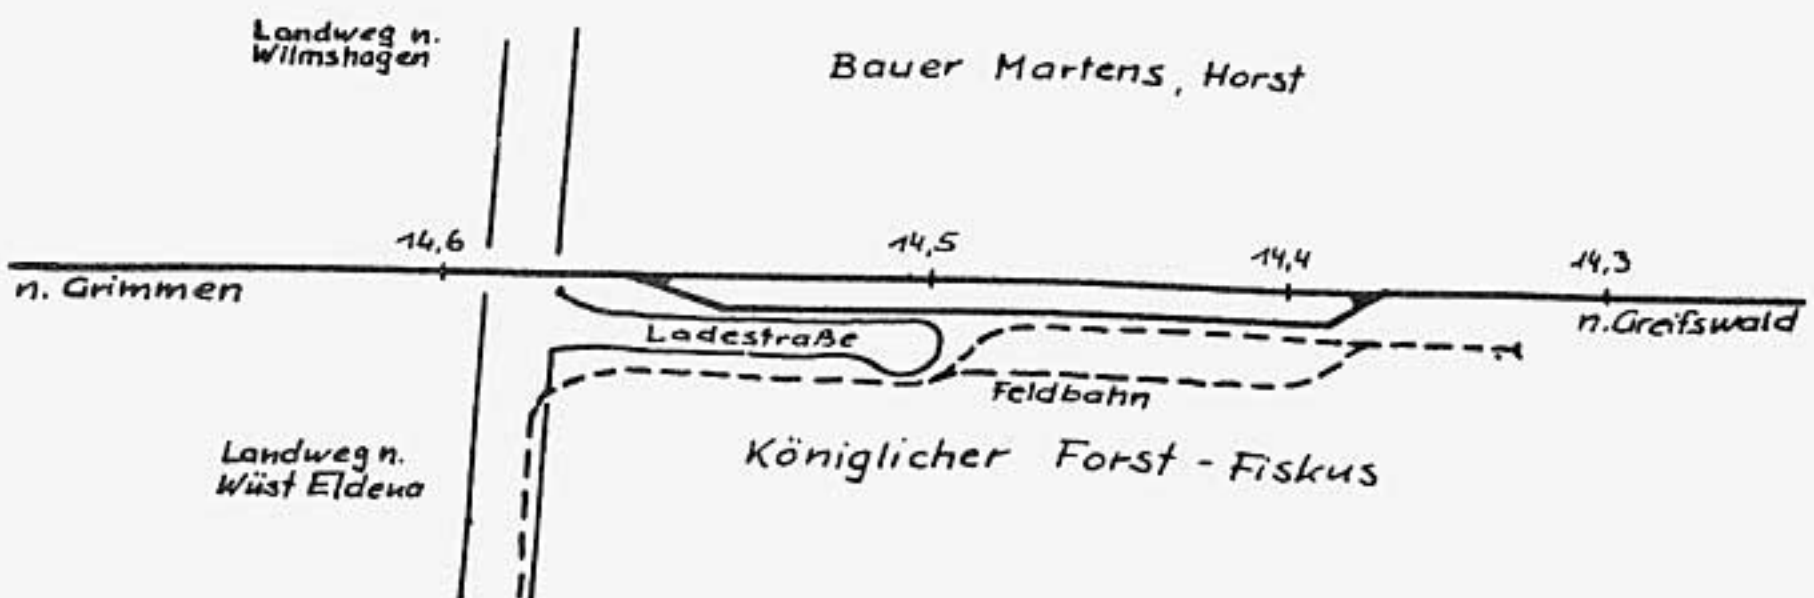 Landweg n.
Wilmshagen
Bauer Martens, Horst
14,6
14,5
14,4
14,3
n. Grimmen
n. Greifswald
Ladestraße
Feldbahn
Landweg n.
Wüst Eldena
Königlicher Forst - Fiskus